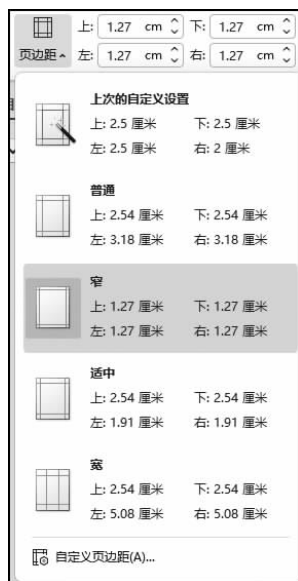 上: 1.27 cm 下: 1.27 cm
页边距 左: 1.27 cm 右: 1.27 cm
上次的自定义设置
上: 2.5 厘米 下: 2.5 厘米
左: 2.5 厘米 右: 2 厘米
普通
上: 2.54 厘米 下: 2.54 厘米
左: 3.18 厘米 右: 3.18 厘米
窄
上: 1.27 厘米 下: 1.27 厘米
左: 1.27 厘米 右: 1.27 厘米
适中
上: 2.54 厘米 下: 2.54 厘米
左: 1.91 厘米 右: 1.91 厘米
宽
上: 2.54 厘米 下: 2.54 厘米
左: 5.08 厘米 右: 5.08 厘米
自定义页边距(A)...